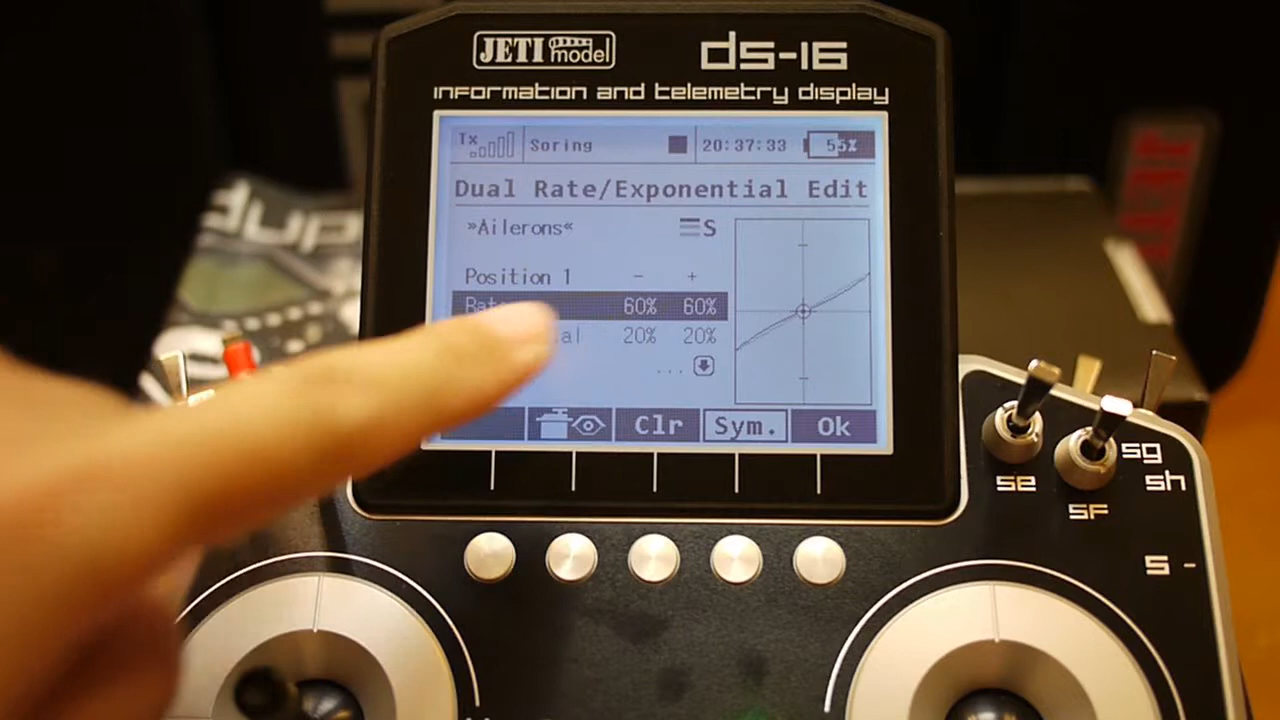 JETI model
ds-16
information and telemetry display
Tx Soring 20:37:33 55%
Dual Rate/Exponential Edit
»Ailerons« S
Position 1 - +
60% 60%
20% 20%
...
Clr Sym. Ok
dup
se
sg
sh
sf
S -